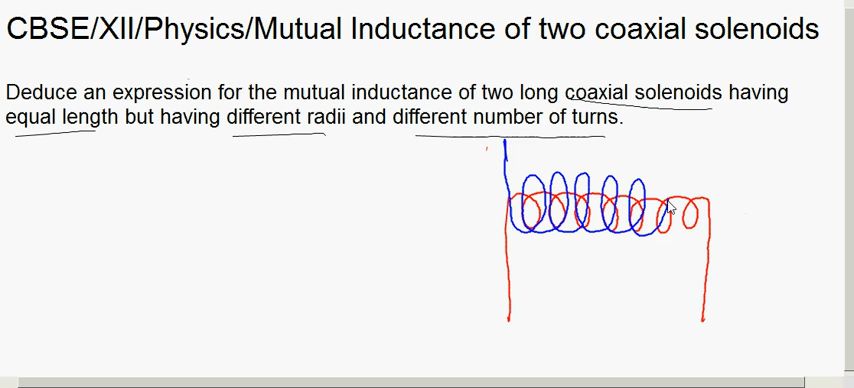 CBSE/XII/Physics/Mutual Inductance of two coaxial solenoids
Deduce an expression for the mutual inductance of two long coaxial solenoids having
equal length but having different radii and different number of turns.